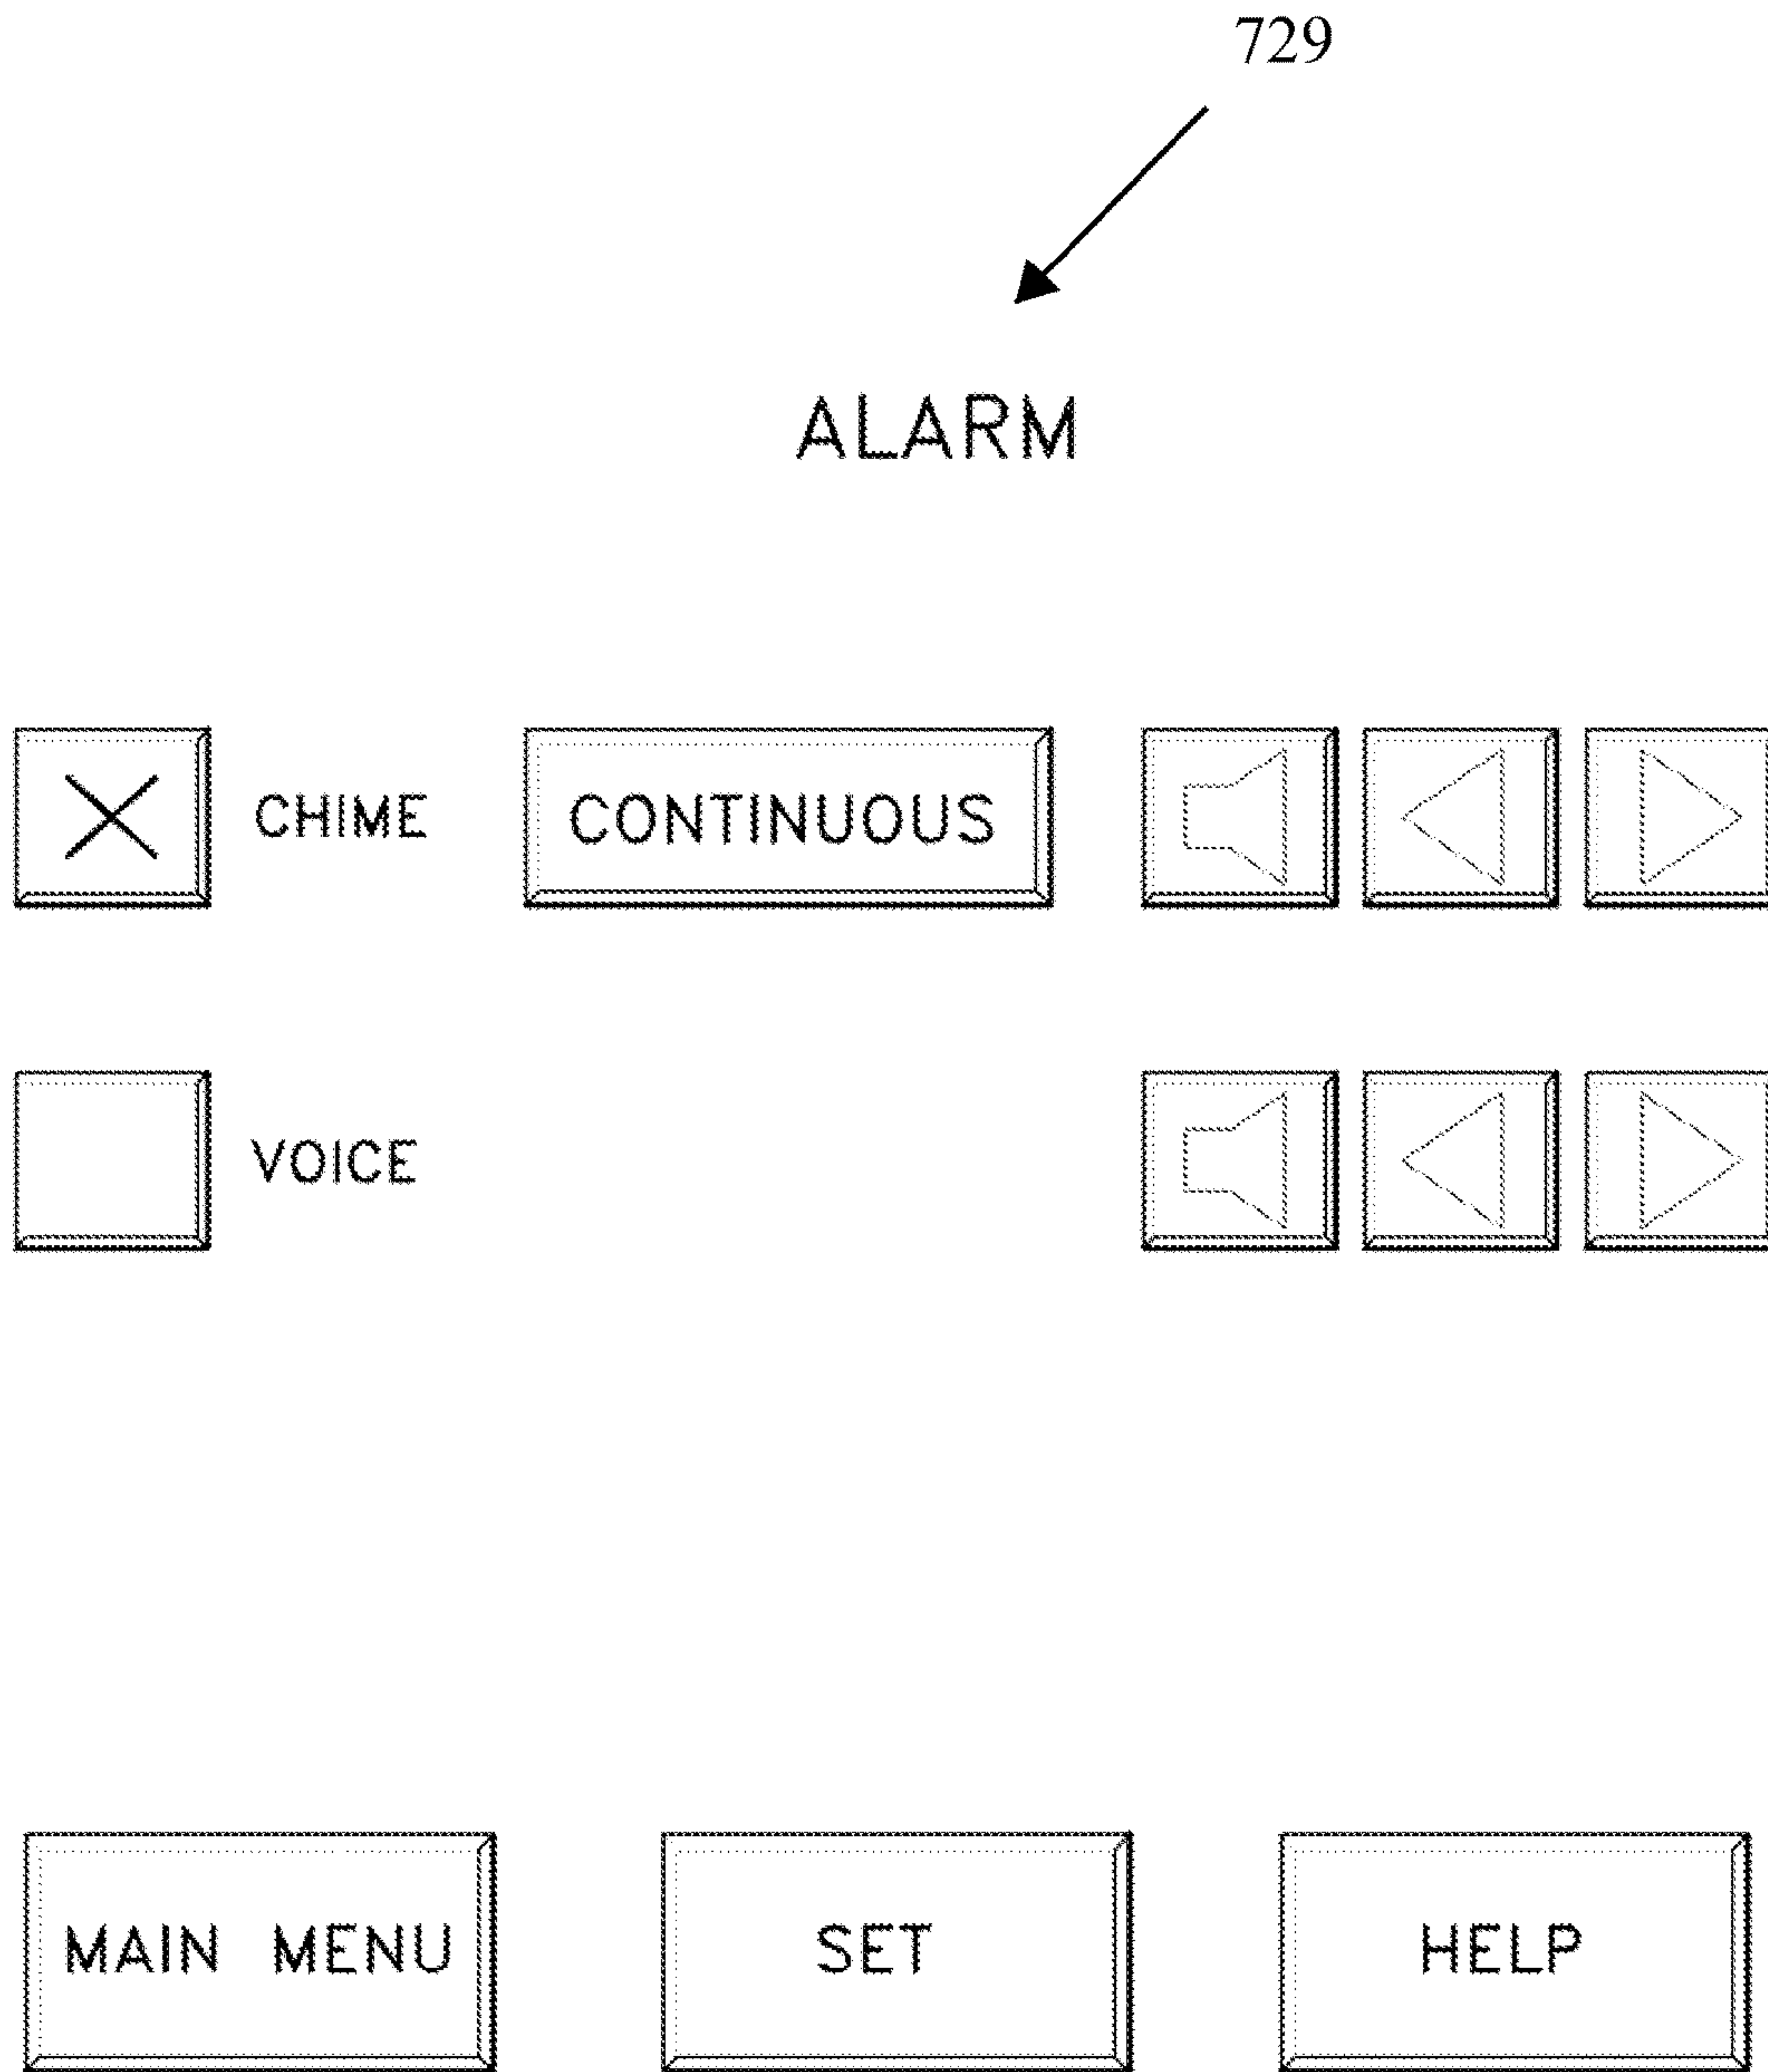 729
ALARM
CHIME CONTINUOUS
VOICE
MAIN MENU SET HELP